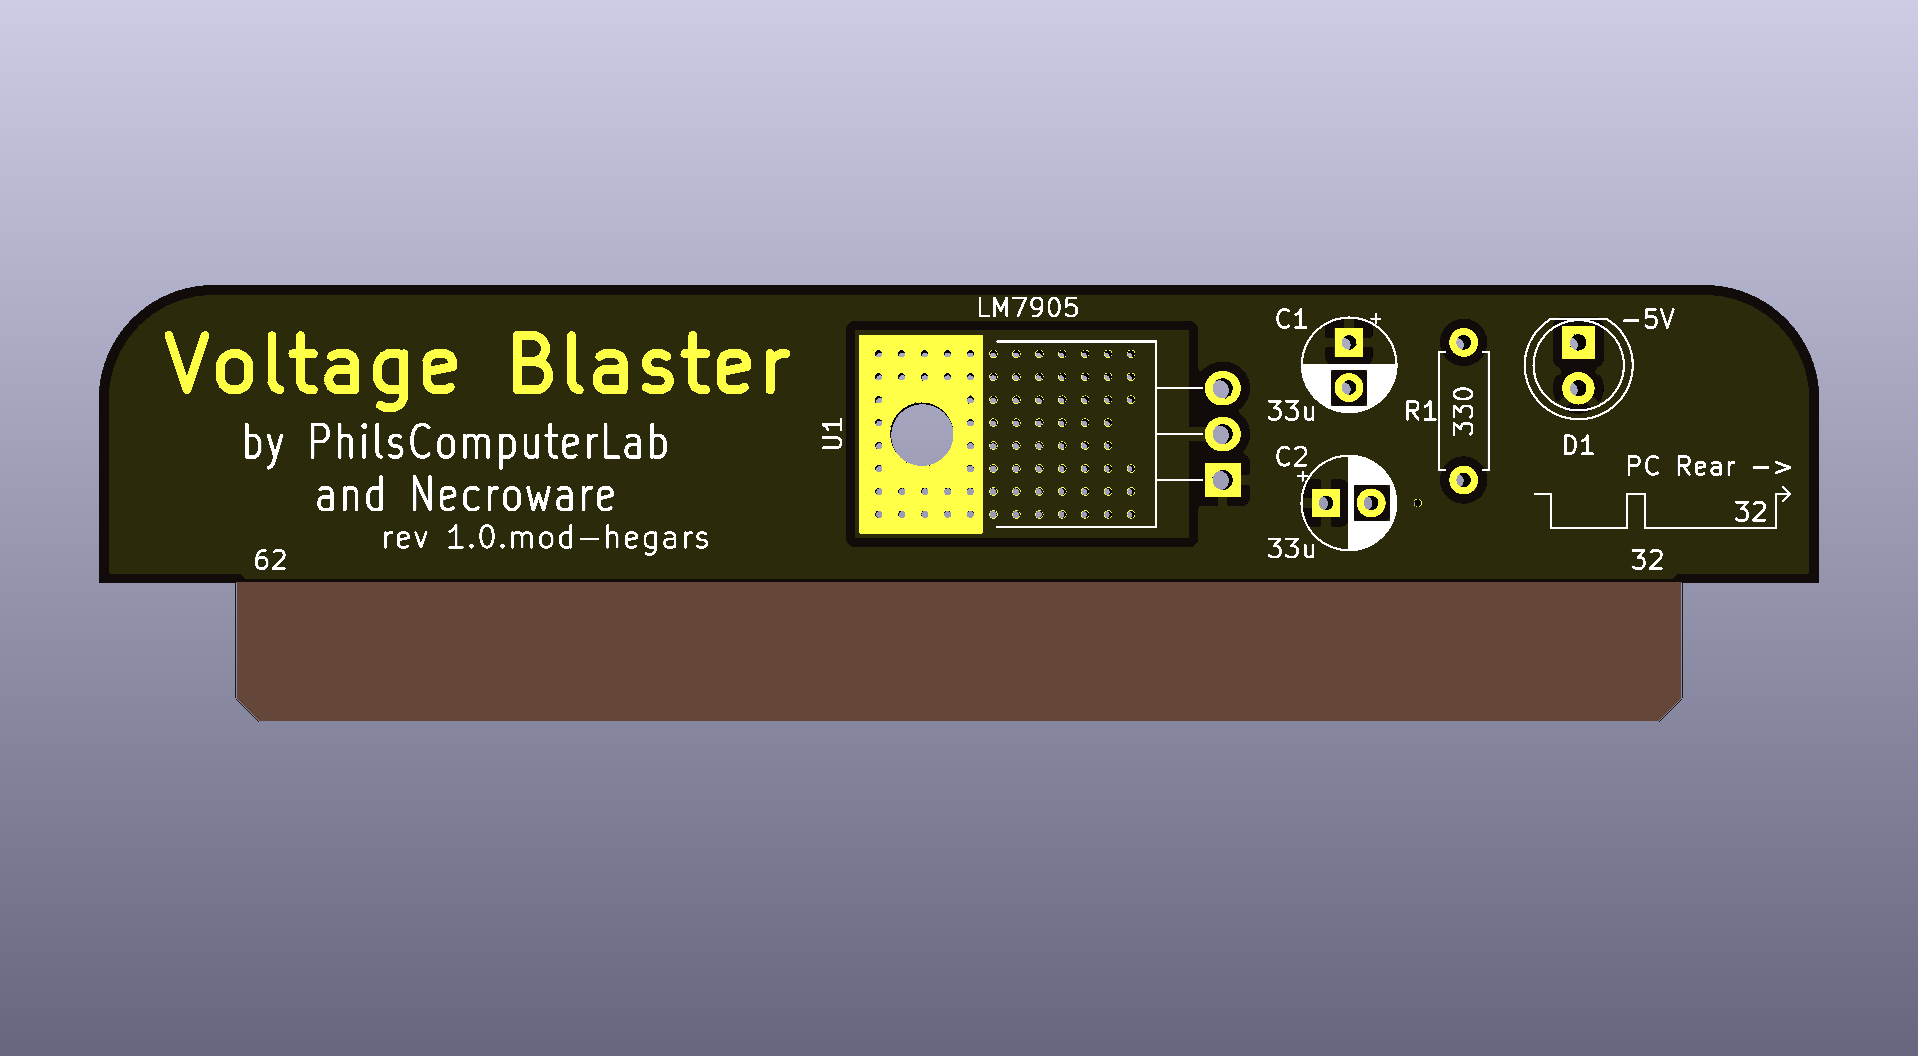 Voltage Blaster
by PhilsComputerLab
and Necroware
rev 1.0.mod-hegars
62
U1
LM7905
C1
+
33u
C2
+
33u
R1
330
-5V
D1
PC Rear ->
32
32